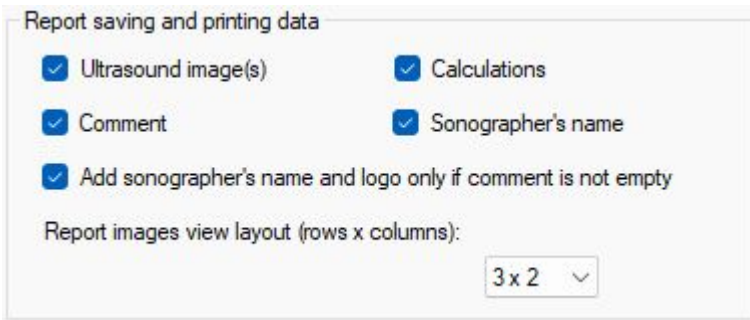 Report saving and printing data
Ultrasound image(s) Calculations
Comment Sonographer's name
Add sonographer's name and logo only if comment is not empty
Report images view layout (rows x columns):
3 x 2